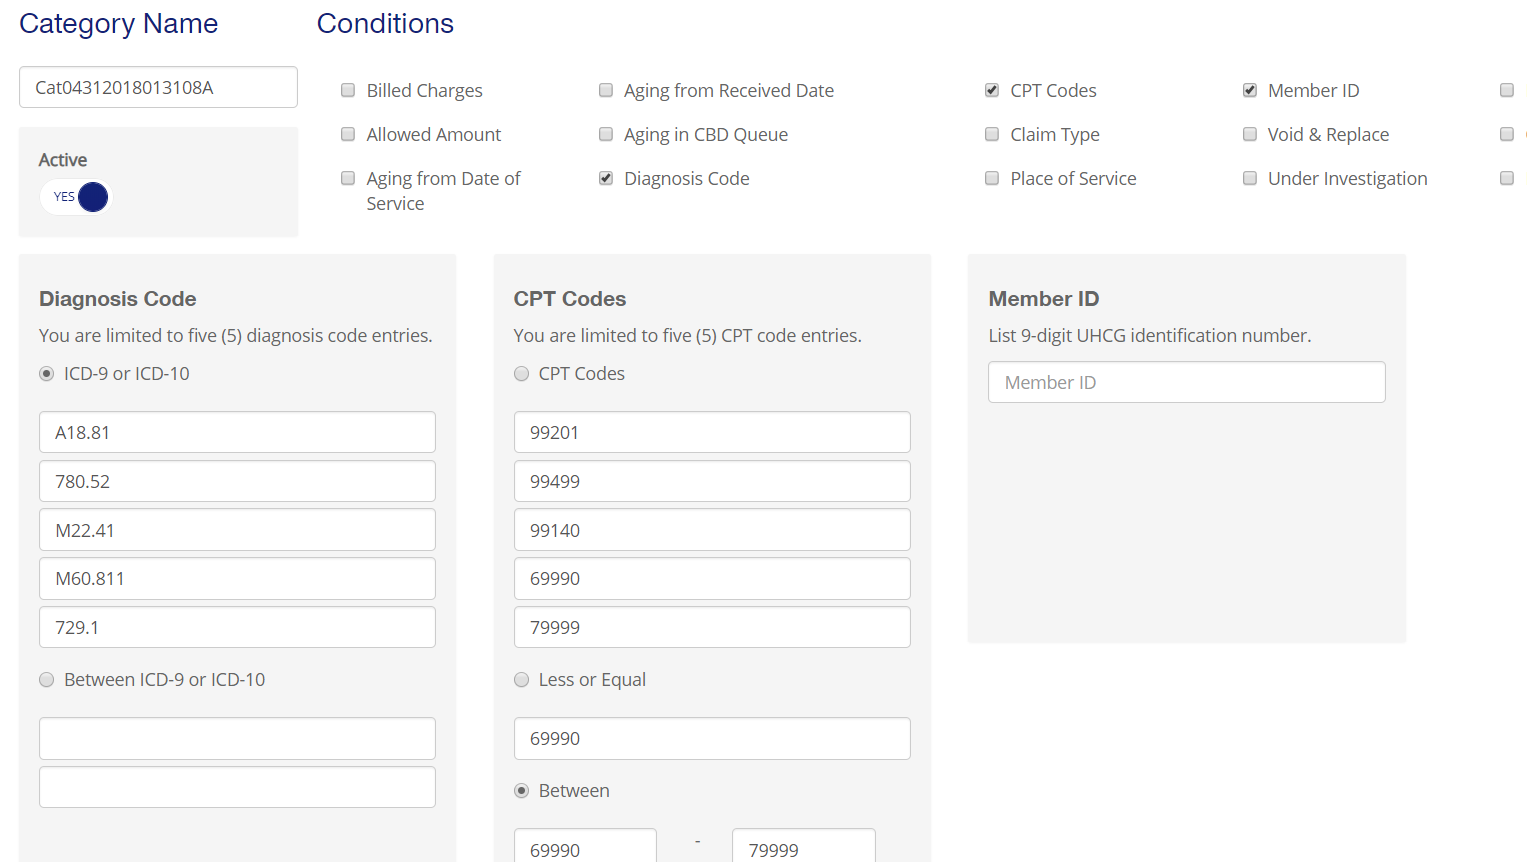 Category Name
Conditions
Cat04312018013108A
Active
YES
Billed Charges
Allowed Amount
Aging from Date of
Service
Aging from Received Date
Aging in CBD Queue
Diagnosis Code
CPT Codes
Claim Type
Place of Service
Member ID
Void & Replace
Under Investigation
Diagnosis Code
You are limited to five (5) diagnosis code entries.
ICD-9 or ICD-10
A18.81
780.52
M22.41
M60.811
729.1
Between ICD-9 or ICD-10
CPT Codes
You are limited to five (5) CPT code entries.
CPT Codes
99201
99499
99140
69990
79999
Less or Equal
69990
Between
69990 - 79999
Member ID
List 9-digit UHCG identification number.
Member ID